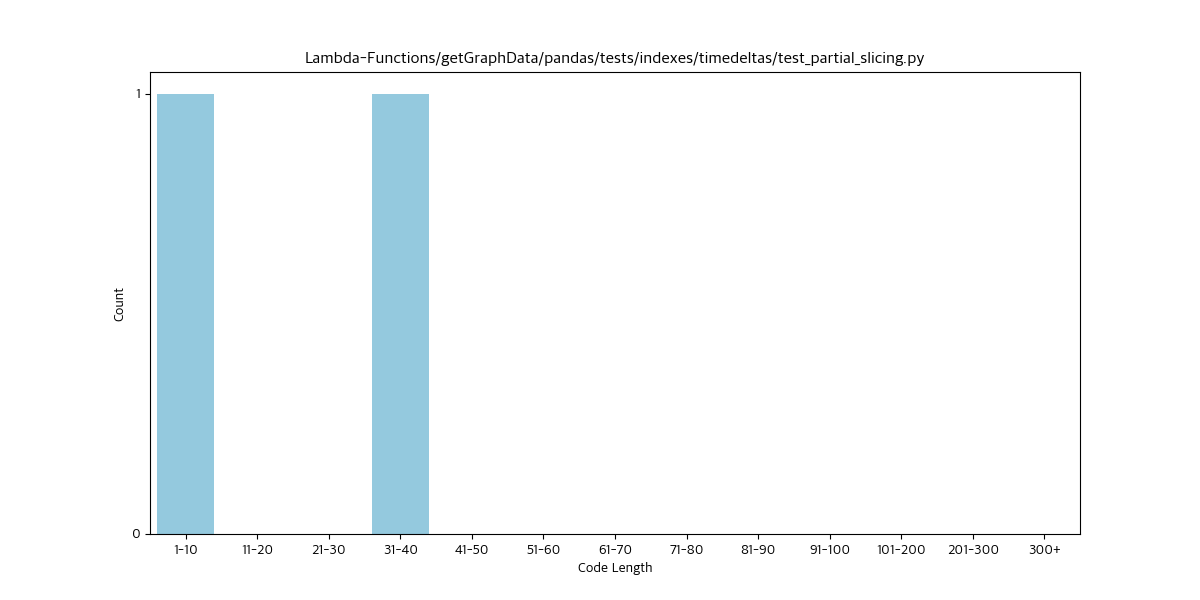 Lambda-Functions/getGraphData/pandas/tests/indexes/timedeltas/test_partial_slicing.py
1
Count
0
1-10 11-20 21-30 31-40 41-50 51-60 61-70 71-80 81-90 91-100 101-200 201-300 300+
Code Length